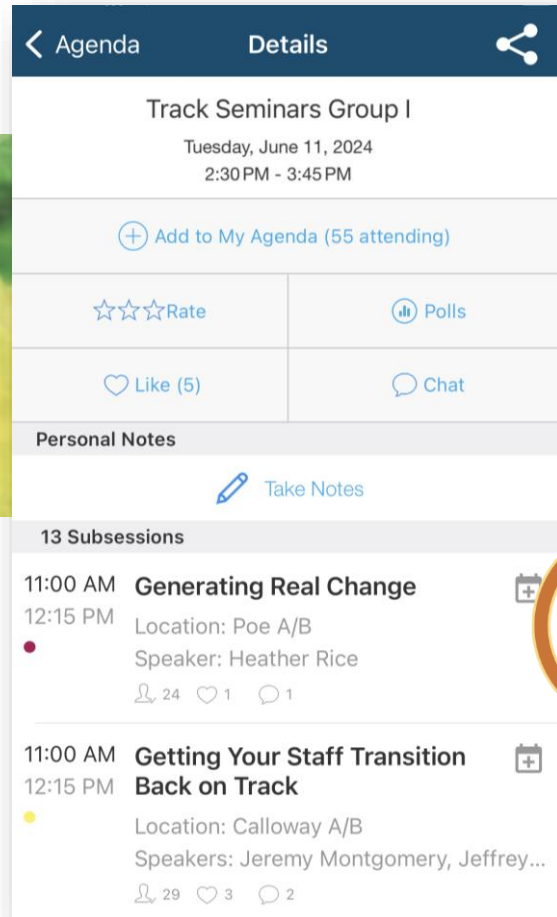 Agenda
Details
Track Seminars Group I
Tuesday, June 11, 2024
2:30 PM - 3:45 PM
Add to My Agenda (55 attending)
Rate
Polls
Like (5)
Chat
Personal Notes
Take Notes
13 Subsessions
11:00 AM Generating Real Change
12:15 PM Location: Poe A/B
Speaker: Heather Rice
24 1 1
11:00 AM Getting Your Staff Transition
12:15 PM Back on Track
Location: Calloway A/B
Speakers: Jeremy Montgomery, Jeffrey...
29 3 2